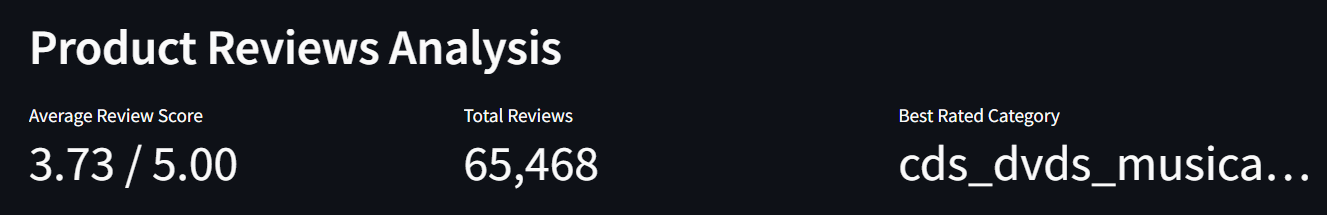 Product Reviews Analysis
Average Review Score
Total Reviews
Best Rated Category
3.73 / 5.00
65,468
cds_dvds_musica…